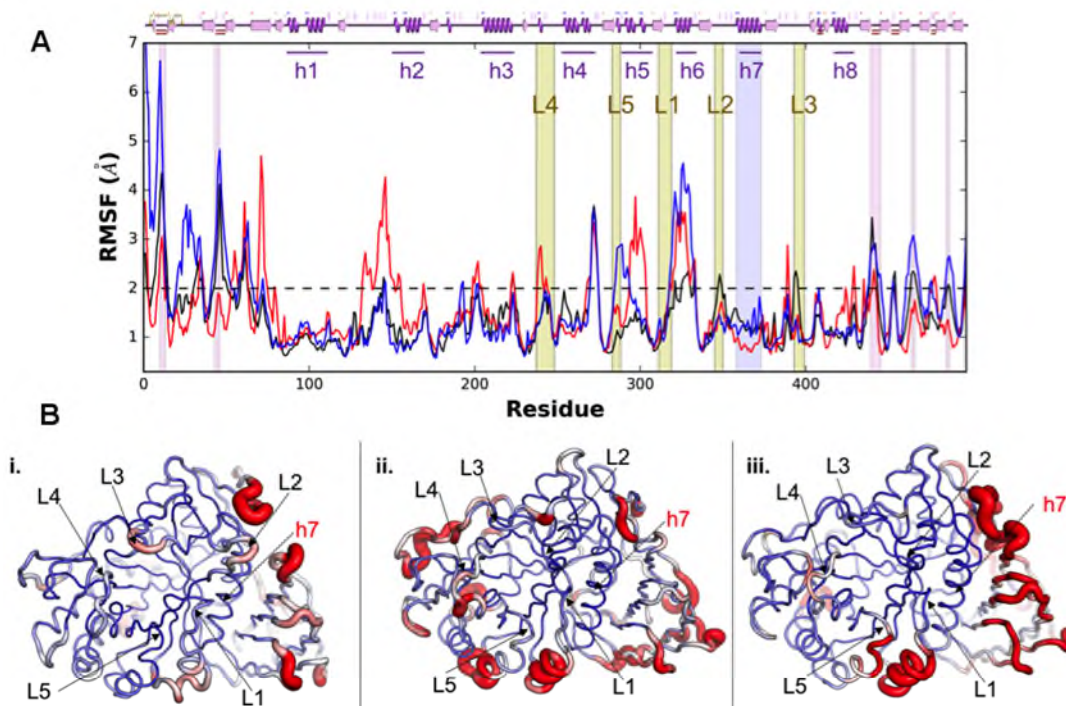 A
7
6
5
4
3
2
1
RMSF (Å)
h1 h2 h3 h4 h5 h6 h7 h8
L4 L5 L1 L2 L3
0 100 200 300 400
Residue
B
i.
L3
L4
L2
h7
L5
L1
ii.
L3
L2
L4
h7
L5
L1
iii.
L3
L2
L4
h7
L5
L1